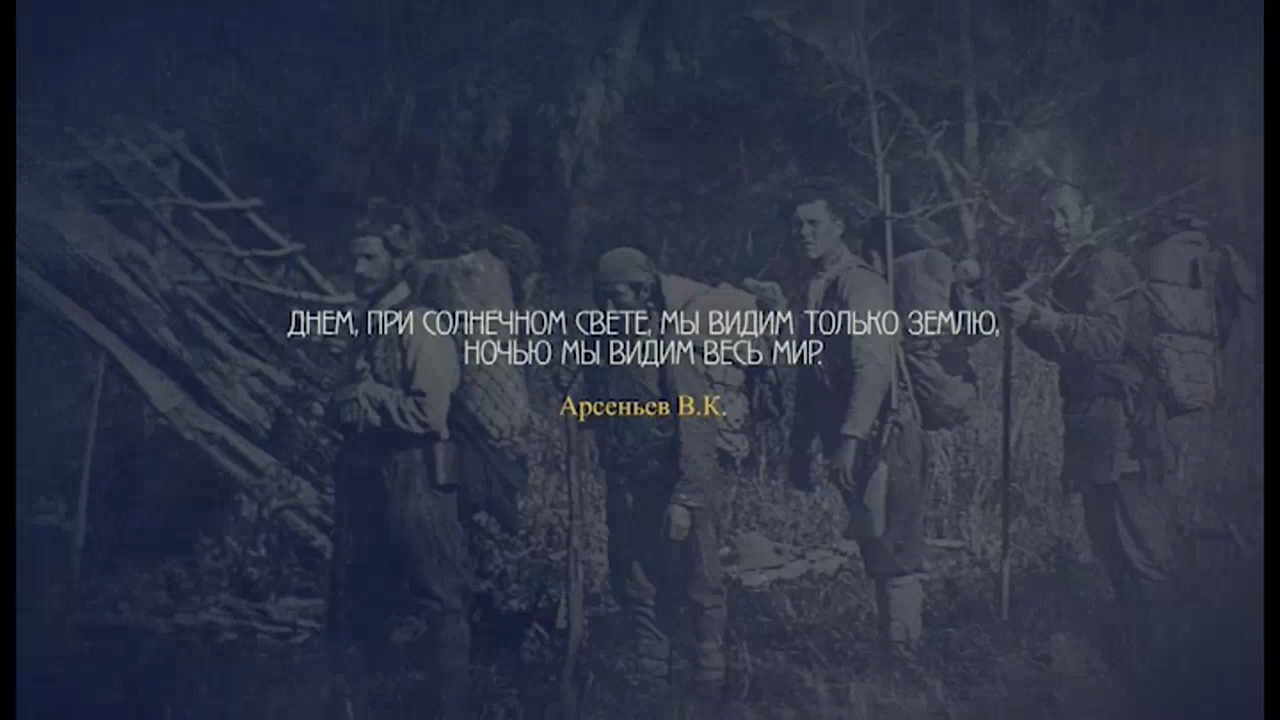 ДНЕМ, ПРИ СОЛНЕЧНОМ СВЕТЕ, МЫ ВИДИМ ТОЛЬКО ЗЕМЛЮ,
НОЧЬЮ МЫ ВИДИМ ВЕСЬ МИР.
Арсеньев В.К.